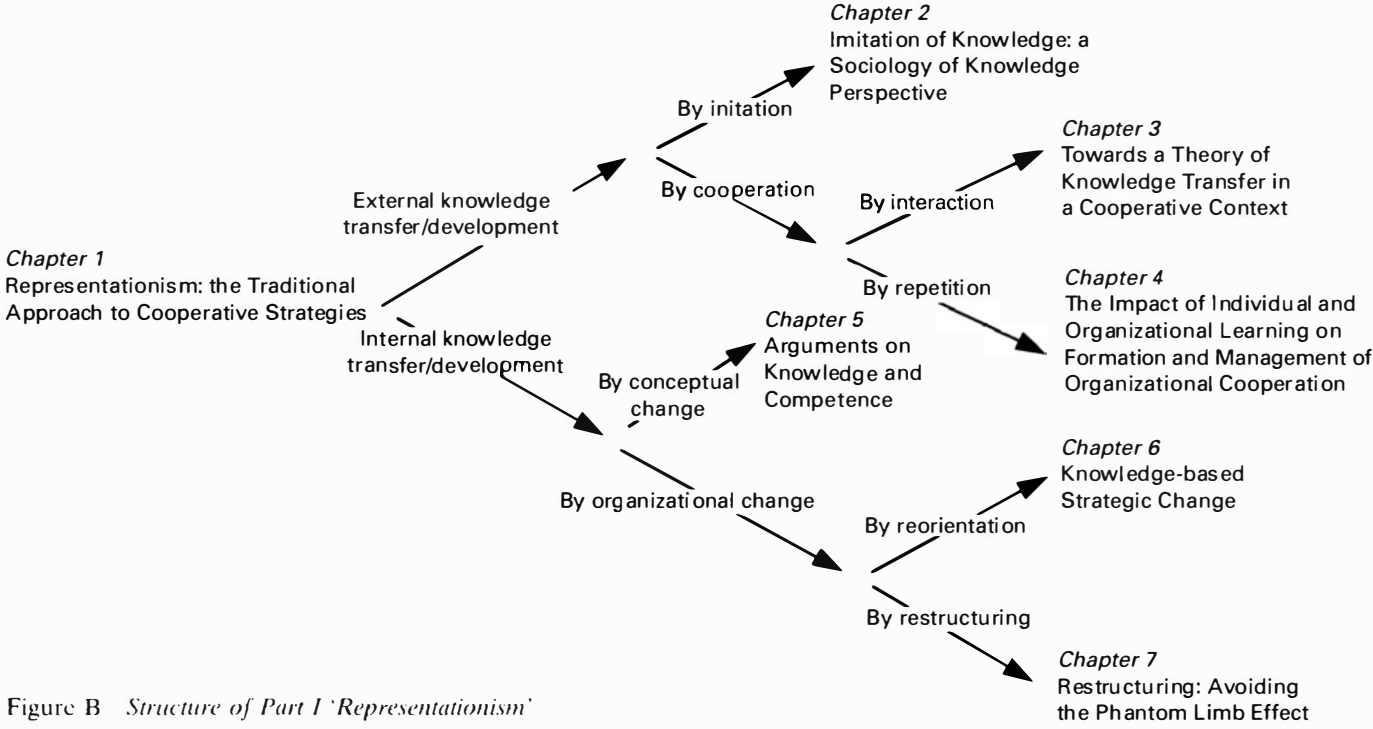 Chapter 2
Imitation of Knowledge: a
Sociology of Knowledge
Perspective
By initation
Chapter 3
Towards a Theory of
Knowledge Transfer in
a Cooperative Context
By cooperation
By interaction
External knowledge
transfer/development
Chapter 1
Representationism: the Traditional
Approach to Cooperative Strategies
By repetition
Chapter 4
The Impact of Individual and
Organizational Learning on
Formation and Management of
Organizational Cooperation
Internal knowledge
transfer/development
Chapter 5
Arguments on
Knowledge and
Competence
By conceptual
change
Chapter 6
Knowledge-based
Strategic Change
By organizational change
By reorientation
By restructuring
Chapter 7
Restructuring: Avoiding
the Phantom Limb Effect
Figure B Structure of Part I 'Representationism'